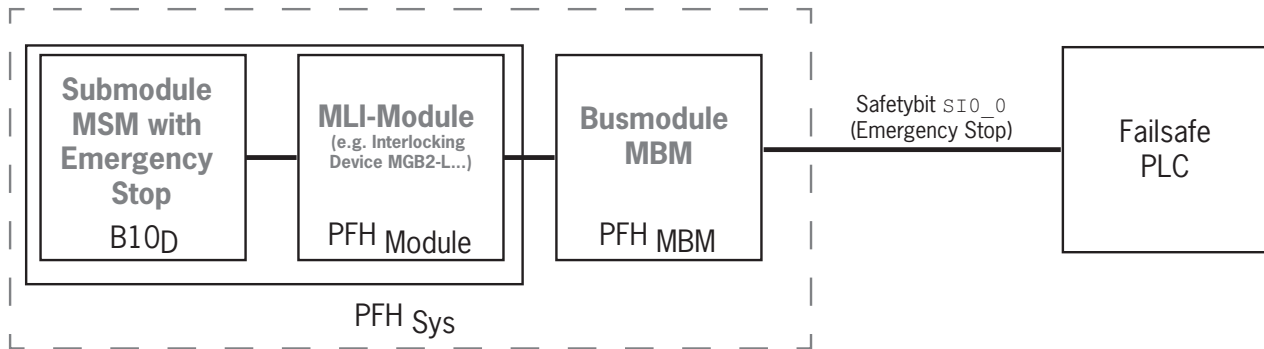 Submodule
MSM with
Emergency
Stop
B10D
MLI-Module
(e.g. Interlocking
Device MGB2-L...)
PFH Module
Busmodule
MBM
PFH MBM
PFH Sys
Safetybit SI0_0
(Emergency Stop)
Failsafe
PLC